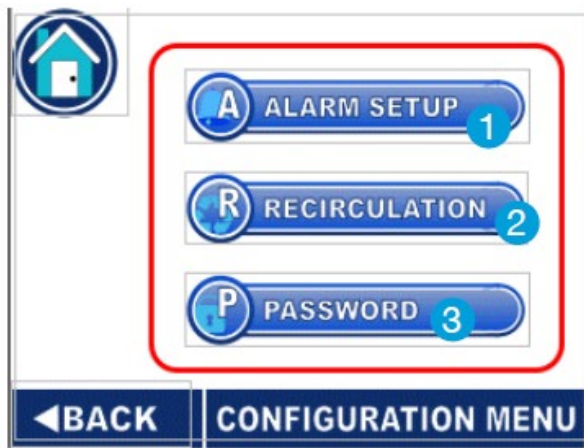 A ALARM SETUP 1
R RECIRCULATION 2
P PASSWORD 3
◀BACK CONFIGURATION MENU